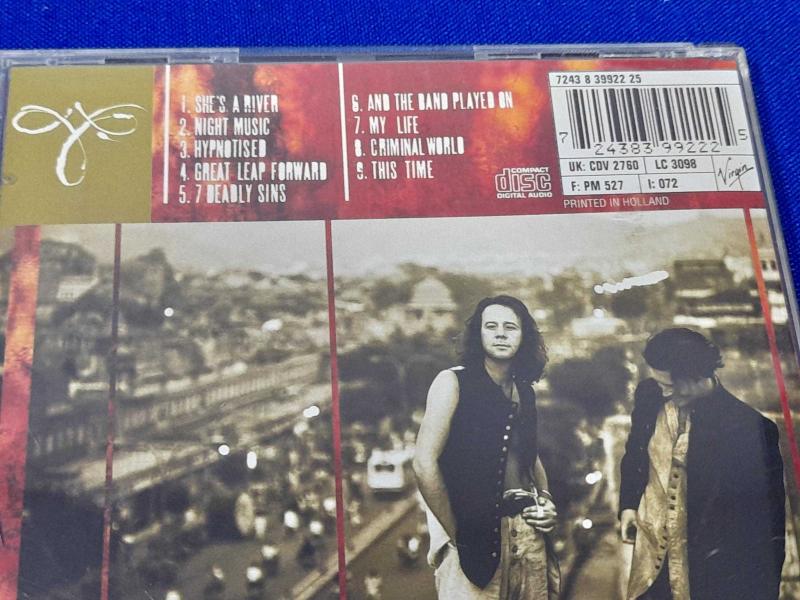 1. SHE'S A RIVER
2. NIGHT MUSIC
3. HYPNOTISED
4. GREAT LEAP FORWARD
5. 7 DEADLY SINS
6. AND THE BAND PLAYED ON
7. MY LIFE
8. CRIMINAL WORLD
9. THIS TIME
COMPACT
disc
DIGITAL AUDIO
7243 8 39922 25
7 24383 99222 5
UK: CDV 2760 LC 3098
F: PM 527 I: 072
Virgin
PRINTED IN HOLLAND